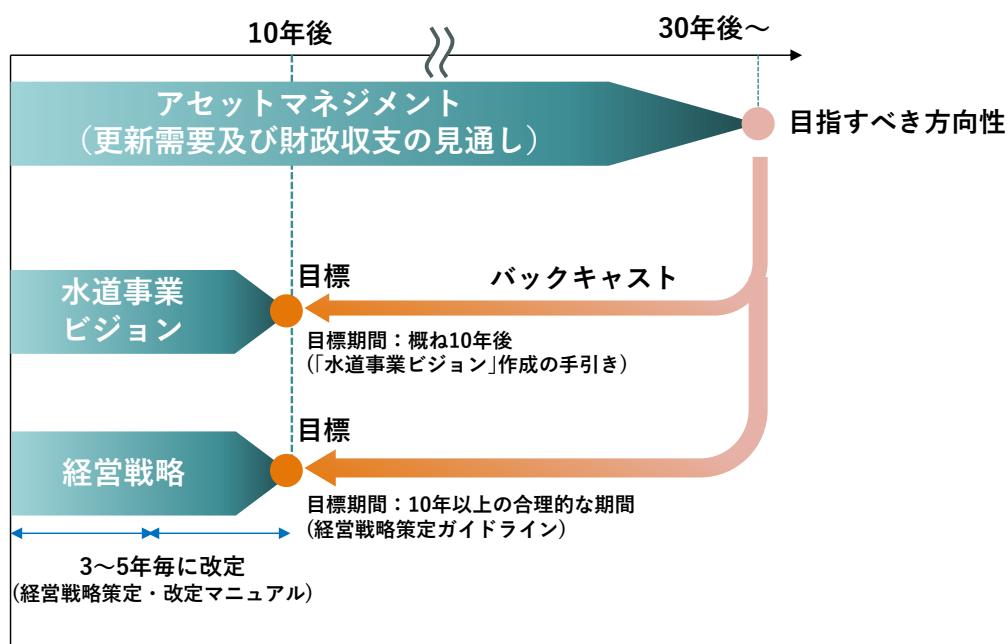 10年後
30年後～
アセットマネジメント
（更新需要及び財政収支の見通し）
目指すべき方向性
水道事業
ビジョン
目標
バックキャスト
目標期間：概ね10年後
(｢水道事業ビジョン｣作成の手引き)
経営戦略
目標
目標期間：10年以上の合理的な期間
(経営戦略策定ガイドライン)
3～5年毎に改定
(経営戦略策定・改定マニュアル)